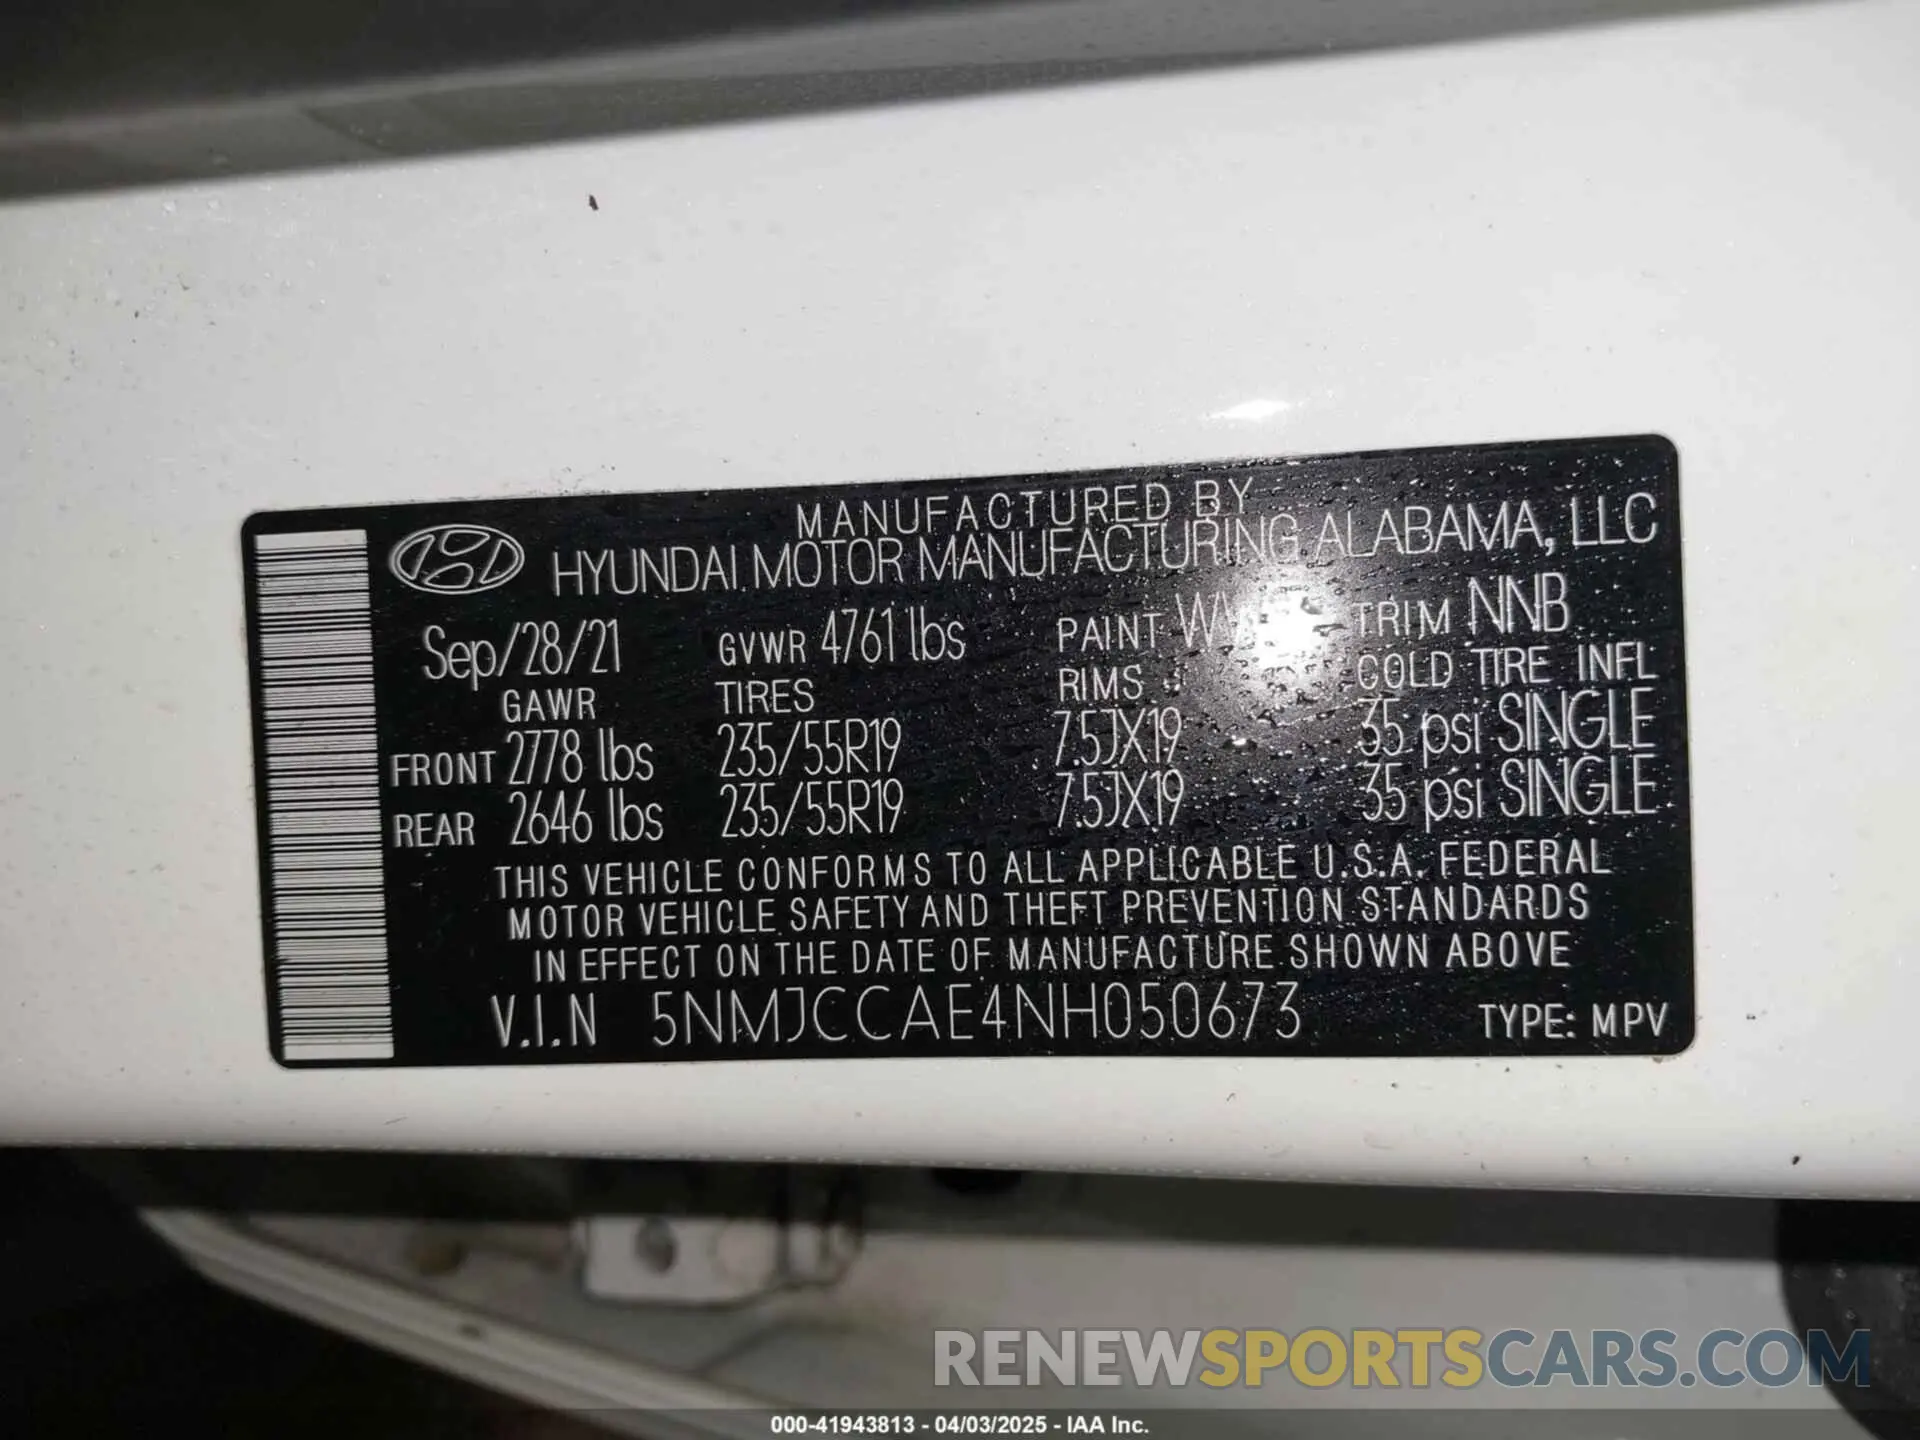 MANUFACTURED BY
HYUNDAI MOTOR MANUFACTURING ALABAMA, LLC
Sep/28/21 GVWR 4761 lbs PAINT TRIM NNB
GAWR TIRES RIMS COLD TIRE INFL
FRONT 2778 lbs 235/55R19 7.5JX19 35 psi SINGLE
REAR 2646 lbs 235/55R19 7.5JX19 35 psi SINGLE
THIS VEHICLE CONFORMS TO ALL APPLICABLE U.S.A. FEDERAL
MOTOR VEHICLE SAFETY AND THEFT PREVENTION STANDARDS
IN EFFECT ON THE DATE OF MANUFACTURE SHOWN ABOVE
V.I.N 5NMJCCAE4NH050673 TYPE: MPV
RENEWSPORTSCARS.COM
000-41943813 - 04/03/2025 - IAA Inc.